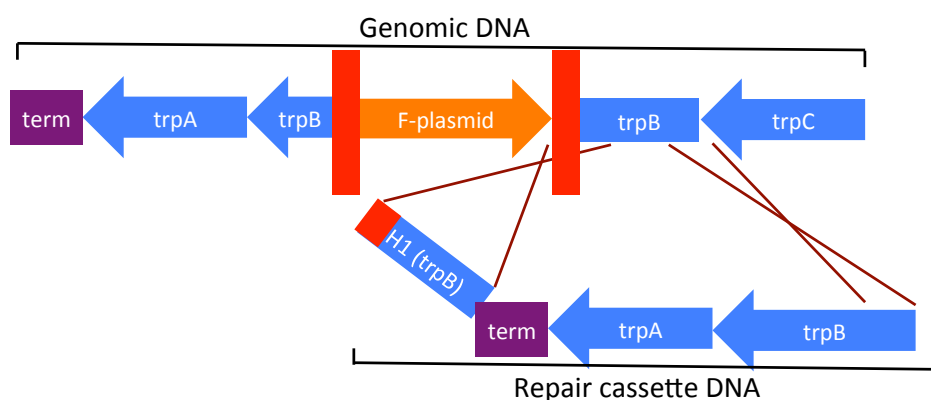 Genomic DNA
term
trpA
trpB
F-plasmid
trpB
trpC
H1 (trpB)
term
trpA
trpB
Repair cassette DNA